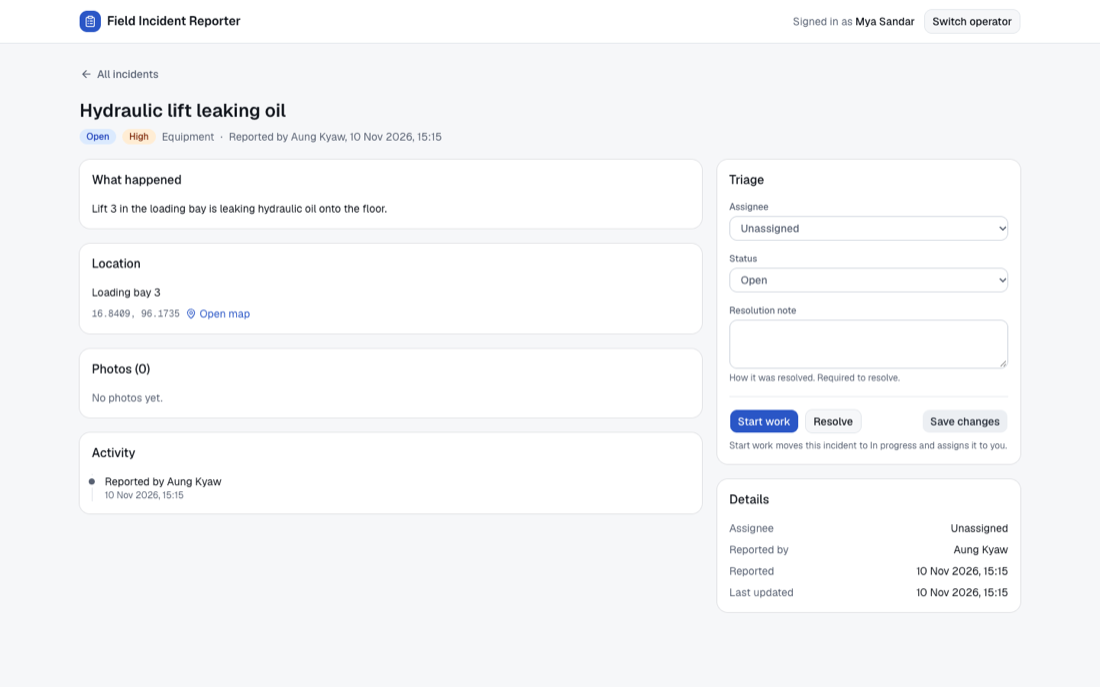 Field Incident Reporter
Signed in as Mya Sandar
Switch operator
All incidents
Hydraulic lift leaking oil
Open High Equipment · Reported by Aung Kyaw, 10 Nov 2026, 15:15
What happened
Lift 3 in the loading bay is leaking hydraulic oil onto the floor.
Location
Loading bay 3
16.8409, 96.1735 Open map
Photos (0)
No photos yet.
Activity
Reported by Aung Kyaw
10 Nov 2026, 15:15
Triage
Assignee
Unassigned
Status
Open
Resolution note
How it was resolved. Required to resolve.
Start work Resolve Save changes
Start work moves this incident to In progress and assigns it to you.
Details
Assignee Unassigned
Reported by Aung Kyaw
Reported 10 Nov 2026, 15:15
Last updated 10 Nov 2026, 15:15